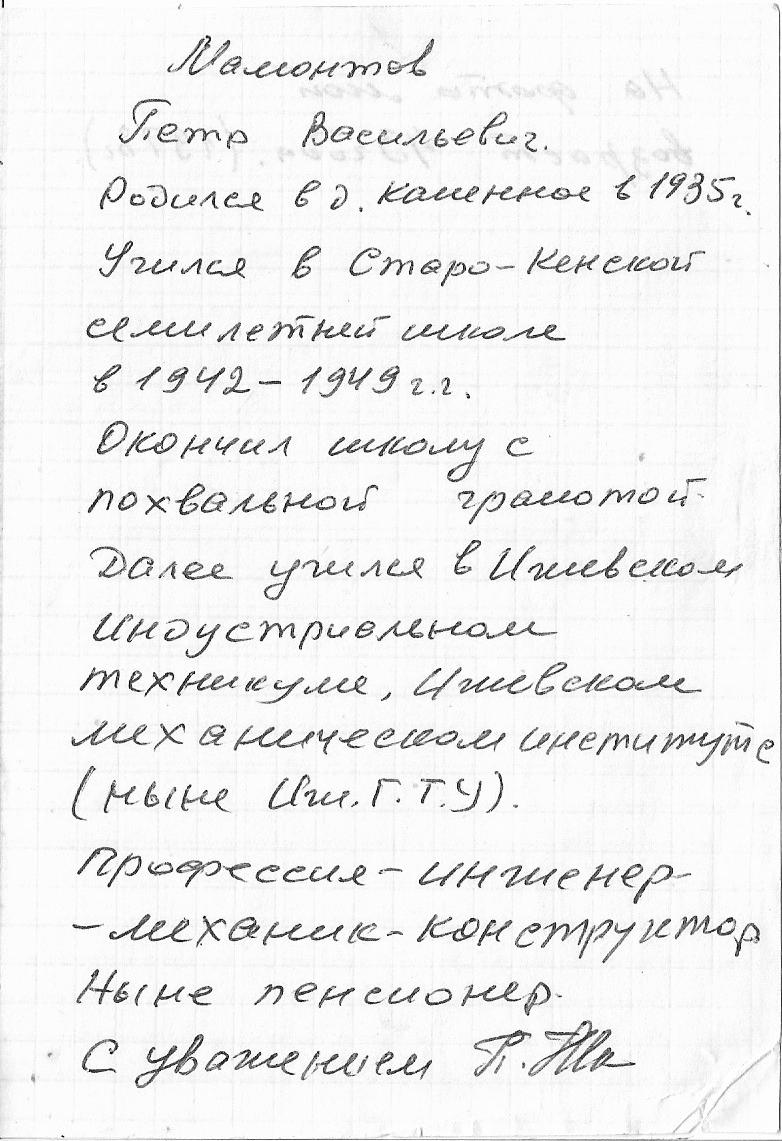 Мамонтов
Петр Васильевич.
Родился в д. Каменное в 1935г.
Учился в Старо-Кенской
семилетней школе
в 1942-1949 г.г.
Окончил школу с
похвальной грамотой.
Далее учился в Ижевском
Индустриальном
техникуме, Ижевском
механическом институте
(ныне Иж.Г.Т.У).
Профессия - инженер-
-механик-конструктор
Ныне пенсионер.
С уважением П.